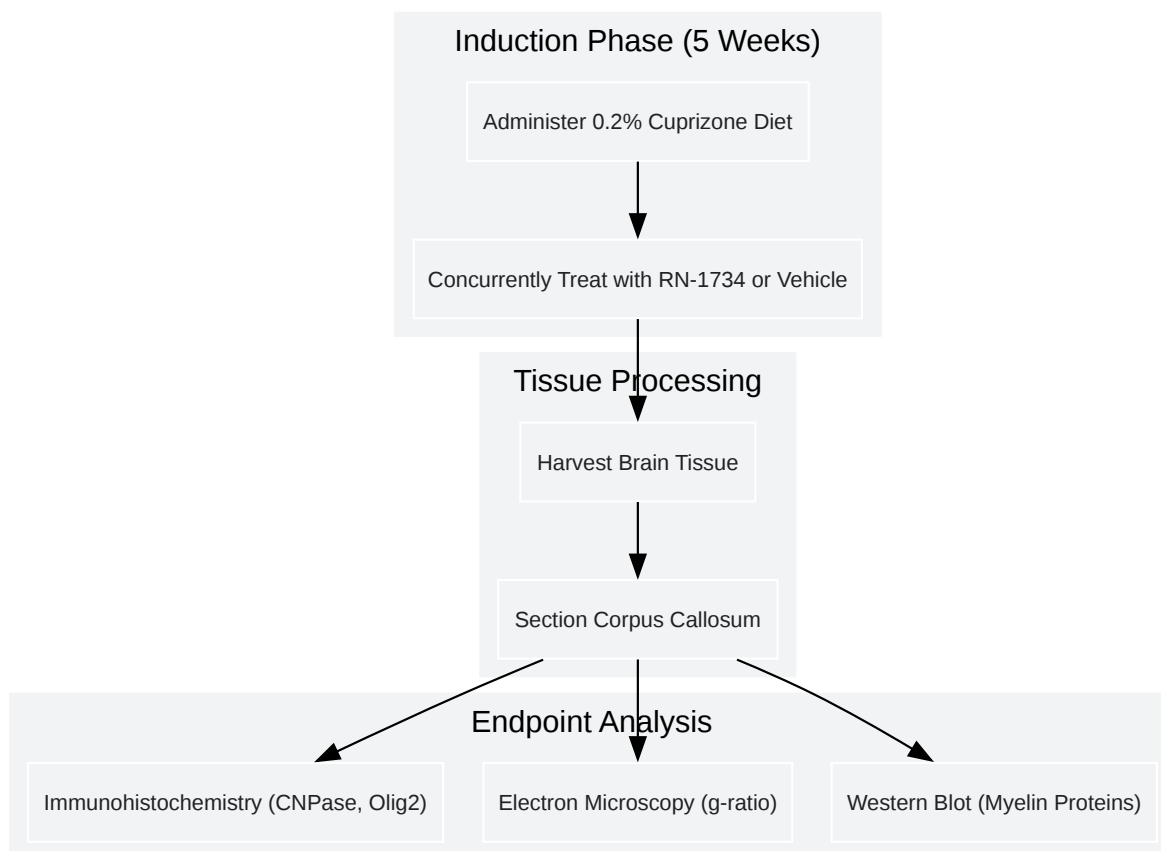 Induction Phase (5 Weeks)
Administer 0.2% Cuprizone Diet
Concurrently Treat with RN-1734 or Vehicle
Tissue Processing
Harvest Brain Tissue
Section Corpus Callosum
Endpoint Analysis
Immunohistochemistry (CNPase, Olig2)
Electron Microscopy (g-ratio)
Western Blot (Myelin Proteins)